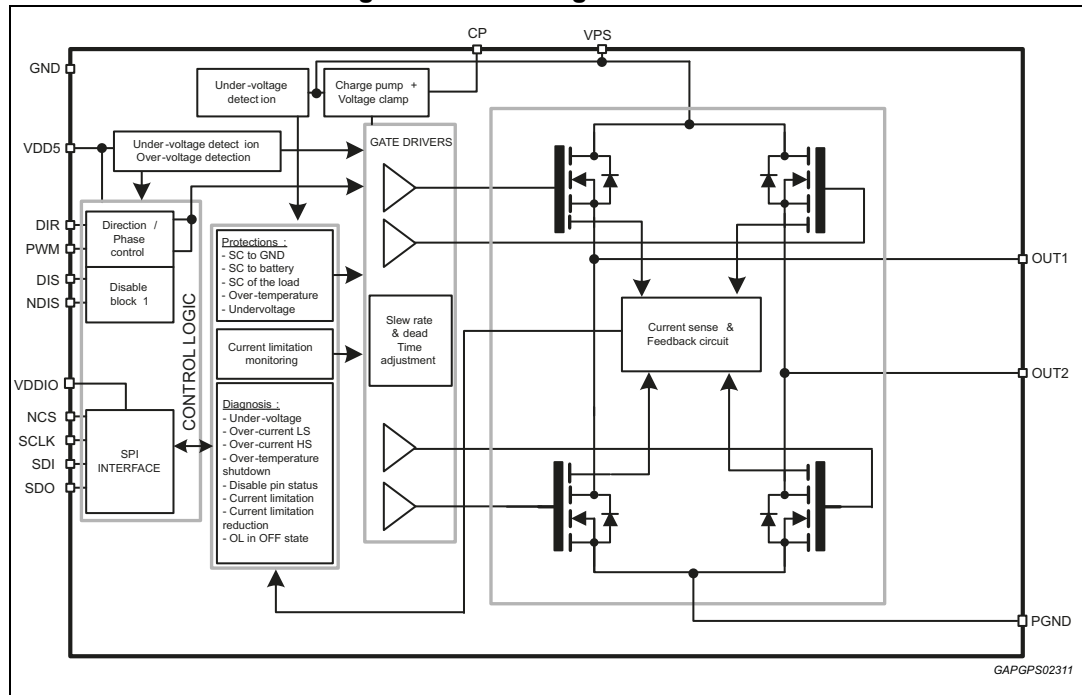 CP
VPS
GND
Under-voltage
detect ion
Charge pump +
Voltage clamp
VDD5
Under-voltage detect ion
Over-voltage detection
GATE DRIVERS
DIR
PWM
DIS
NDIS
Direction /
Phase
control
Disable
block 1
CONTROL LOGIC
Protections :
- SC to GND
- SC to battery
- SC of the load
- Over-temperature
- Undervoltage
Current limitation
monitoring
Slew rate
& dead
Time
adjustment
Current sense &
Feedback circuit
OUT1
OUT2
VDDIO
NCS
SCLK
SDI
SDO
SPI
INTERFACE
Diagnosis :
- Under-voltage
- Over-current LS
- Over-current HS
- Over-temperature
shutdown
- Disable pin status
- Current limitation
- Current limitation
reduction
- OL in OFF state
PGND
GAPGPS02311